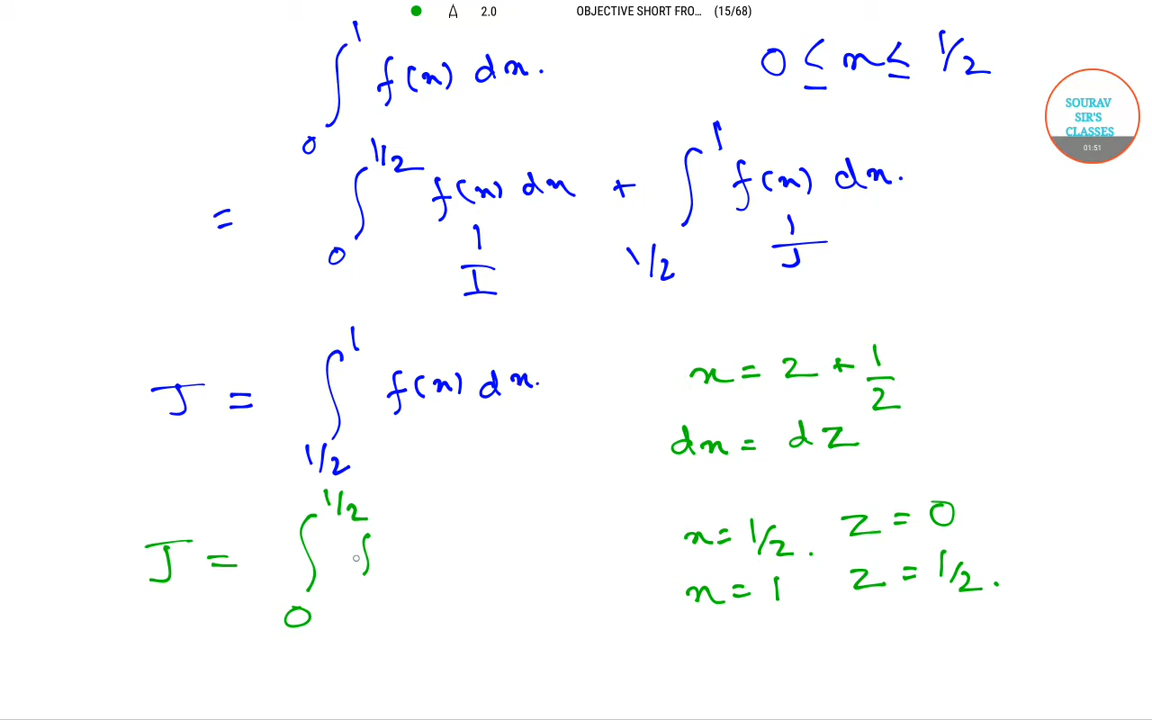 2.0 OBJECTIVE SHORT FRO... (15/68)
∫₀¹ f(x) dx. 0 ≤ x ≤ 1/2
SOURAV
SIR'S
CLASSES
01:51
= ∫₀^{1/2} f(x) dx + ∫_{1/2}^1 f(x) dx.
I J
J = ∫_{1/2}^1 f(x) dx. x = z + 1/2
dx = dz
J = ∫₀^{1/2} x = 1/2. z = 0
x = 1 z = 1/2.